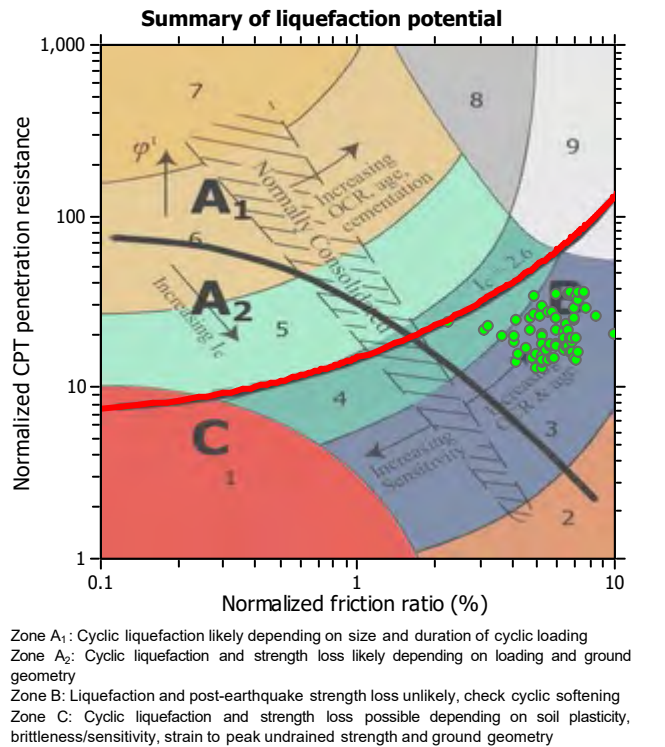 Summary of liquefaction potential
1,000
7
8
9
φ'
Increasing
OCR, age,
cementation
A1
Normally Consolidated
100
6
Ic = 2.6
A2
Increasing Ic
5
B
10
4
Increasing
OCR & age
C
1
Increasing
Sensitivity
3
2
1
0.1
1
10
Normalized CPT penetration resistance
Normalized friction ratio (%)
Zone A1: Cyclic liquefaction likely depending on size and duration of cyclic loading
Zone A2: Cyclic liquefaction and strength loss likely depending on loading and ground
geometry
Zone B: Liquefaction and post-earthquake strength loss unlikely, check cyclic softening
Zone C: Cyclic liquefaction and strength loss possible depending on soil plasticity,
brittleness/sensitivity, strain to peak undrained strength and ground geometry